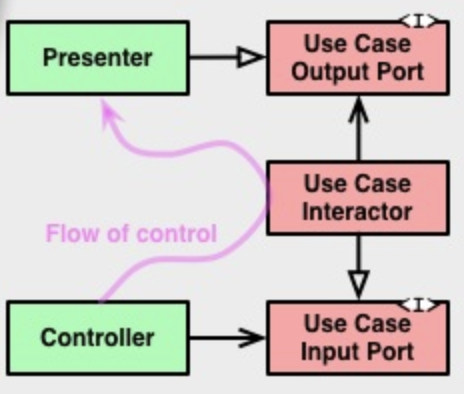 <I>
Presenter
Use Case
Output Port
Use Case
Interactor
Flow of control
<I>
Controller
Use Case
Input Port